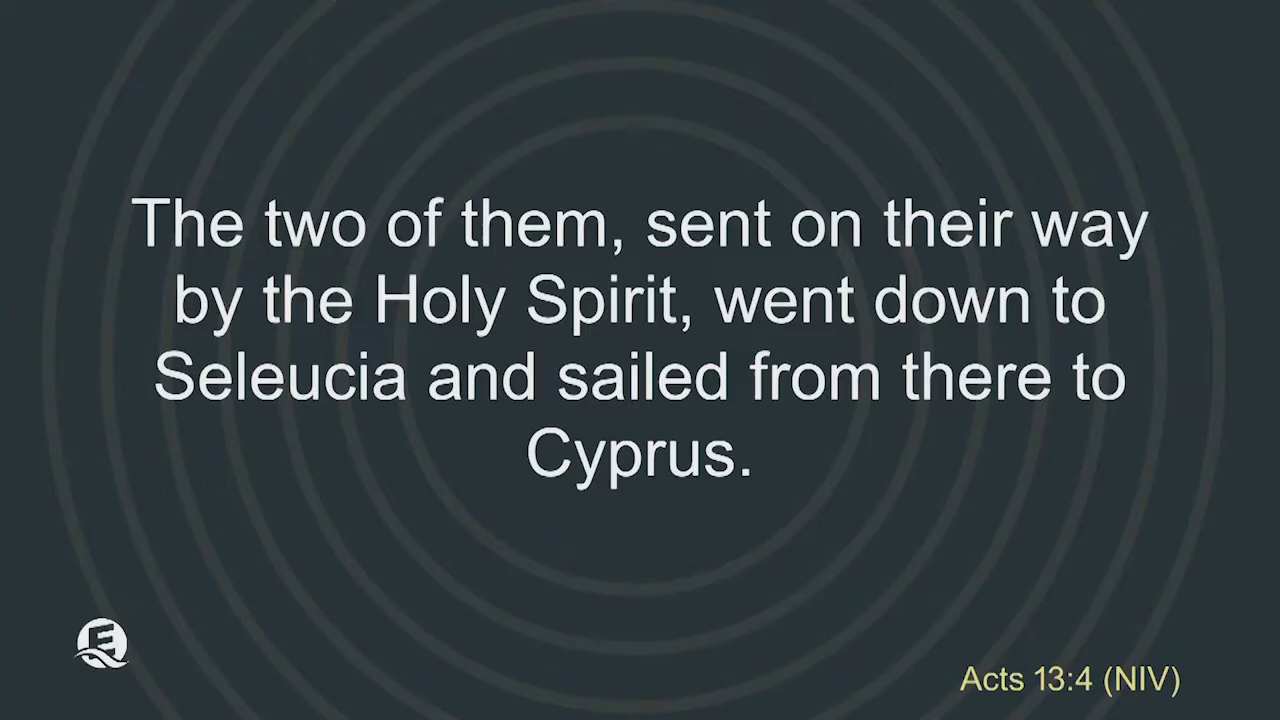 The two of them, sent on their way
by the Holy Spirit, went down to
Seleucia and sailed from there to
Cyprus.
Acts 13:4 (NIV)